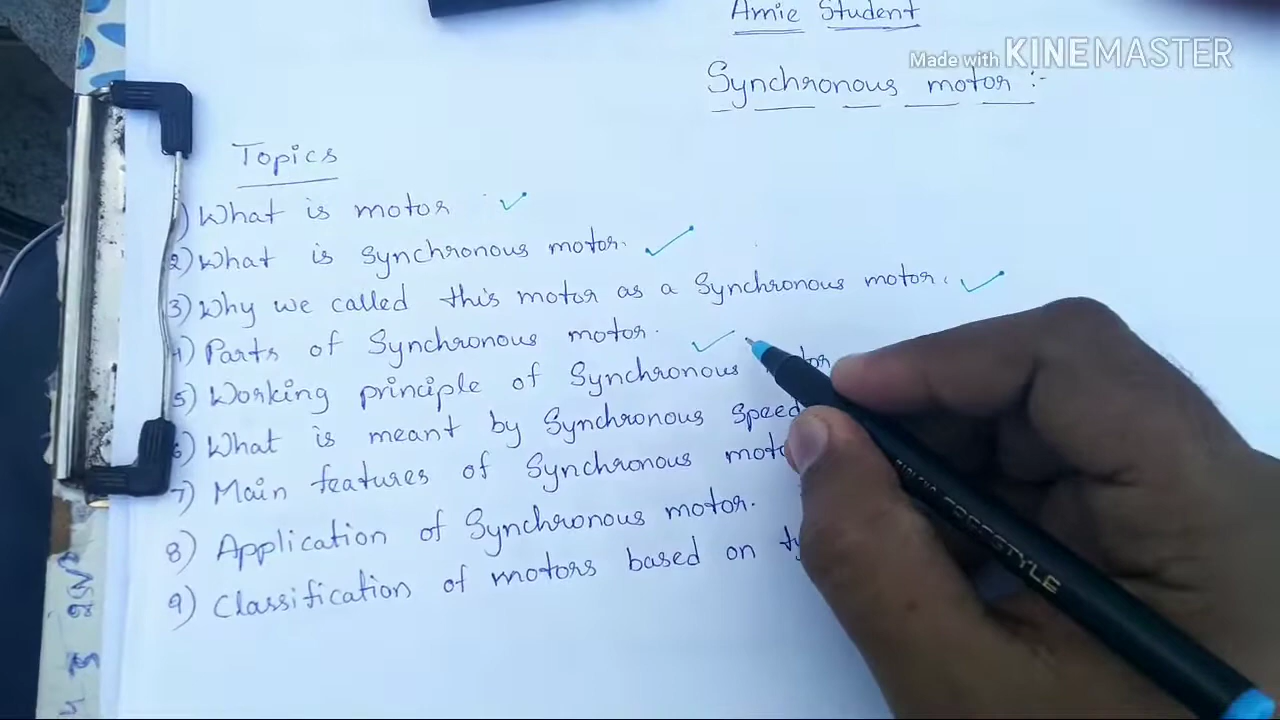 Amie Student
Made with KINEMASTER
Synchronous motor :-
Topics
1) What is motor
2) What is Synchronous motor.
3) Why we called this motor as a Synchronous motor.
4) Parts of Synchronous motor.
5) Working principle of Synchronous
6) What is meant by Synchronous Speed
7) Main features of Synchronous
8) Application of Synchronous motor.
9) Classification of motors based on
FREESTYLE